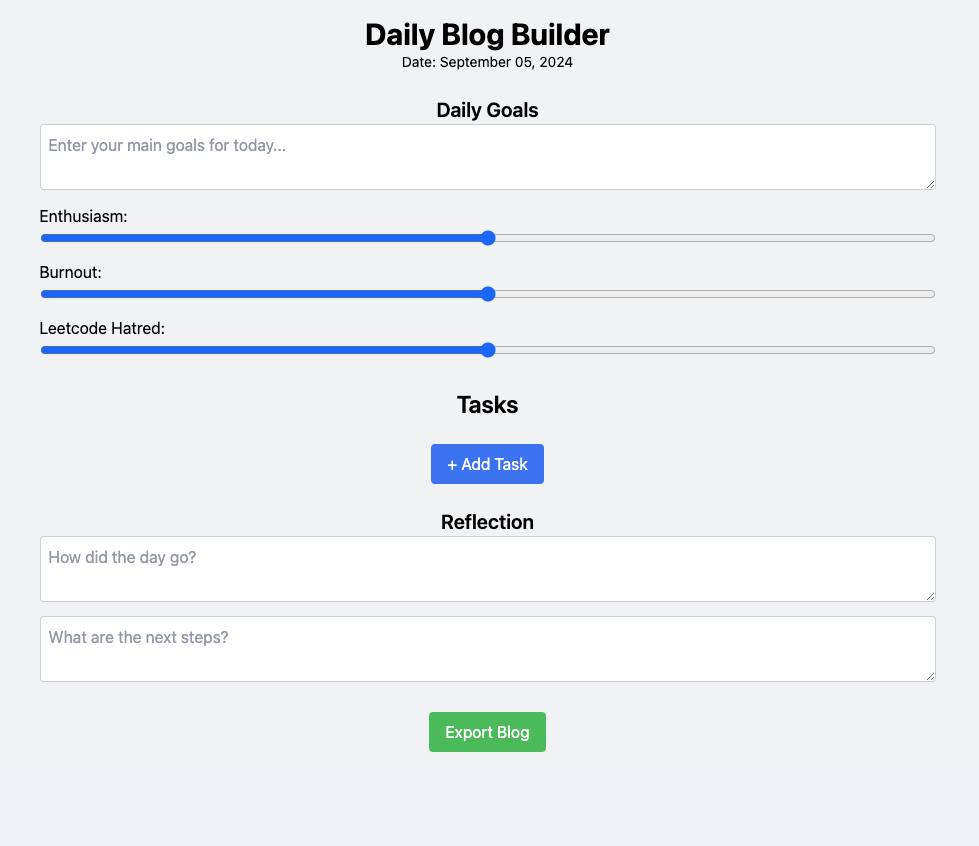 Daily Blog Builder
Date: September 05, 2024
Daily Goals
Enter your main goals for today...
Enthusiasm:
Burnout:
Leetcode Hatred:
Tasks
+ Add Task
Reflection
How did the day go?
What are the next steps?
Export Blog